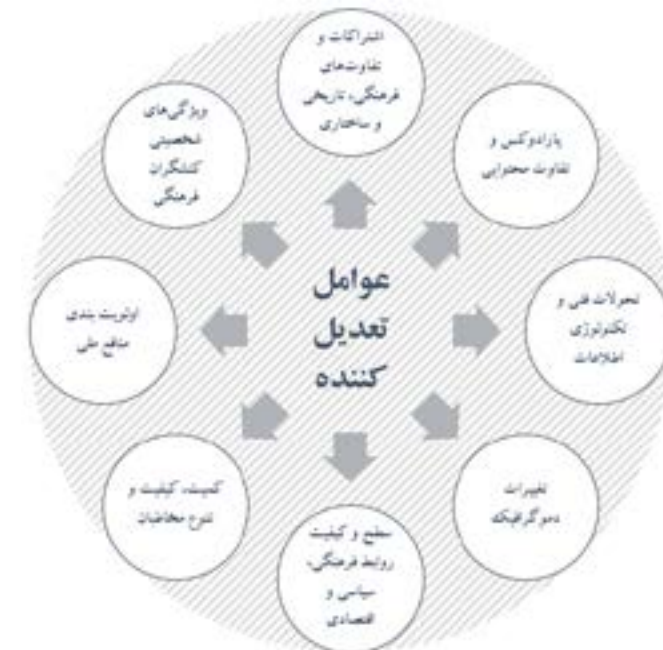 اشتراکات و
تفاوت‌های
فرهنگی، تاریخی
و ساختاری
پارادوکس و
تفاوت محتوایی
تحولات فنی و
تکنولوژی
اطلاعات
تغییرات
دموگرافیک
سطح و کیفیت
روابط فرهنگی،
سیاسی و
اقتصادی
کمیت، کیفیت و
تنوع مخاطبان
اولویت بندی
منافع ملی
ویژگی‌های
شخصیتی
کنشگران
فرهنگی
عوامل
تعدیل
کننده